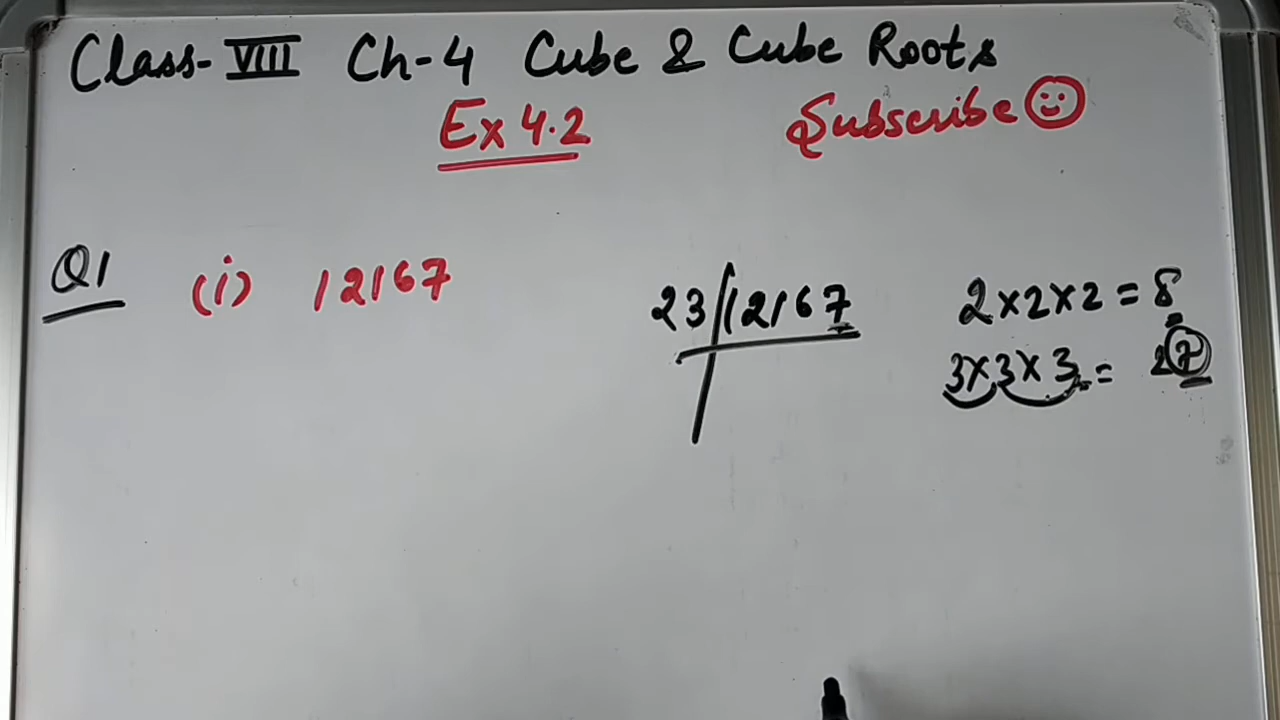 Class-VIII Ch-4 Cube & Cube Roots
Ex 4.2 Subscribe
Q1 (i) 12167
23 12167
2×2×2=8
3×3×3=27